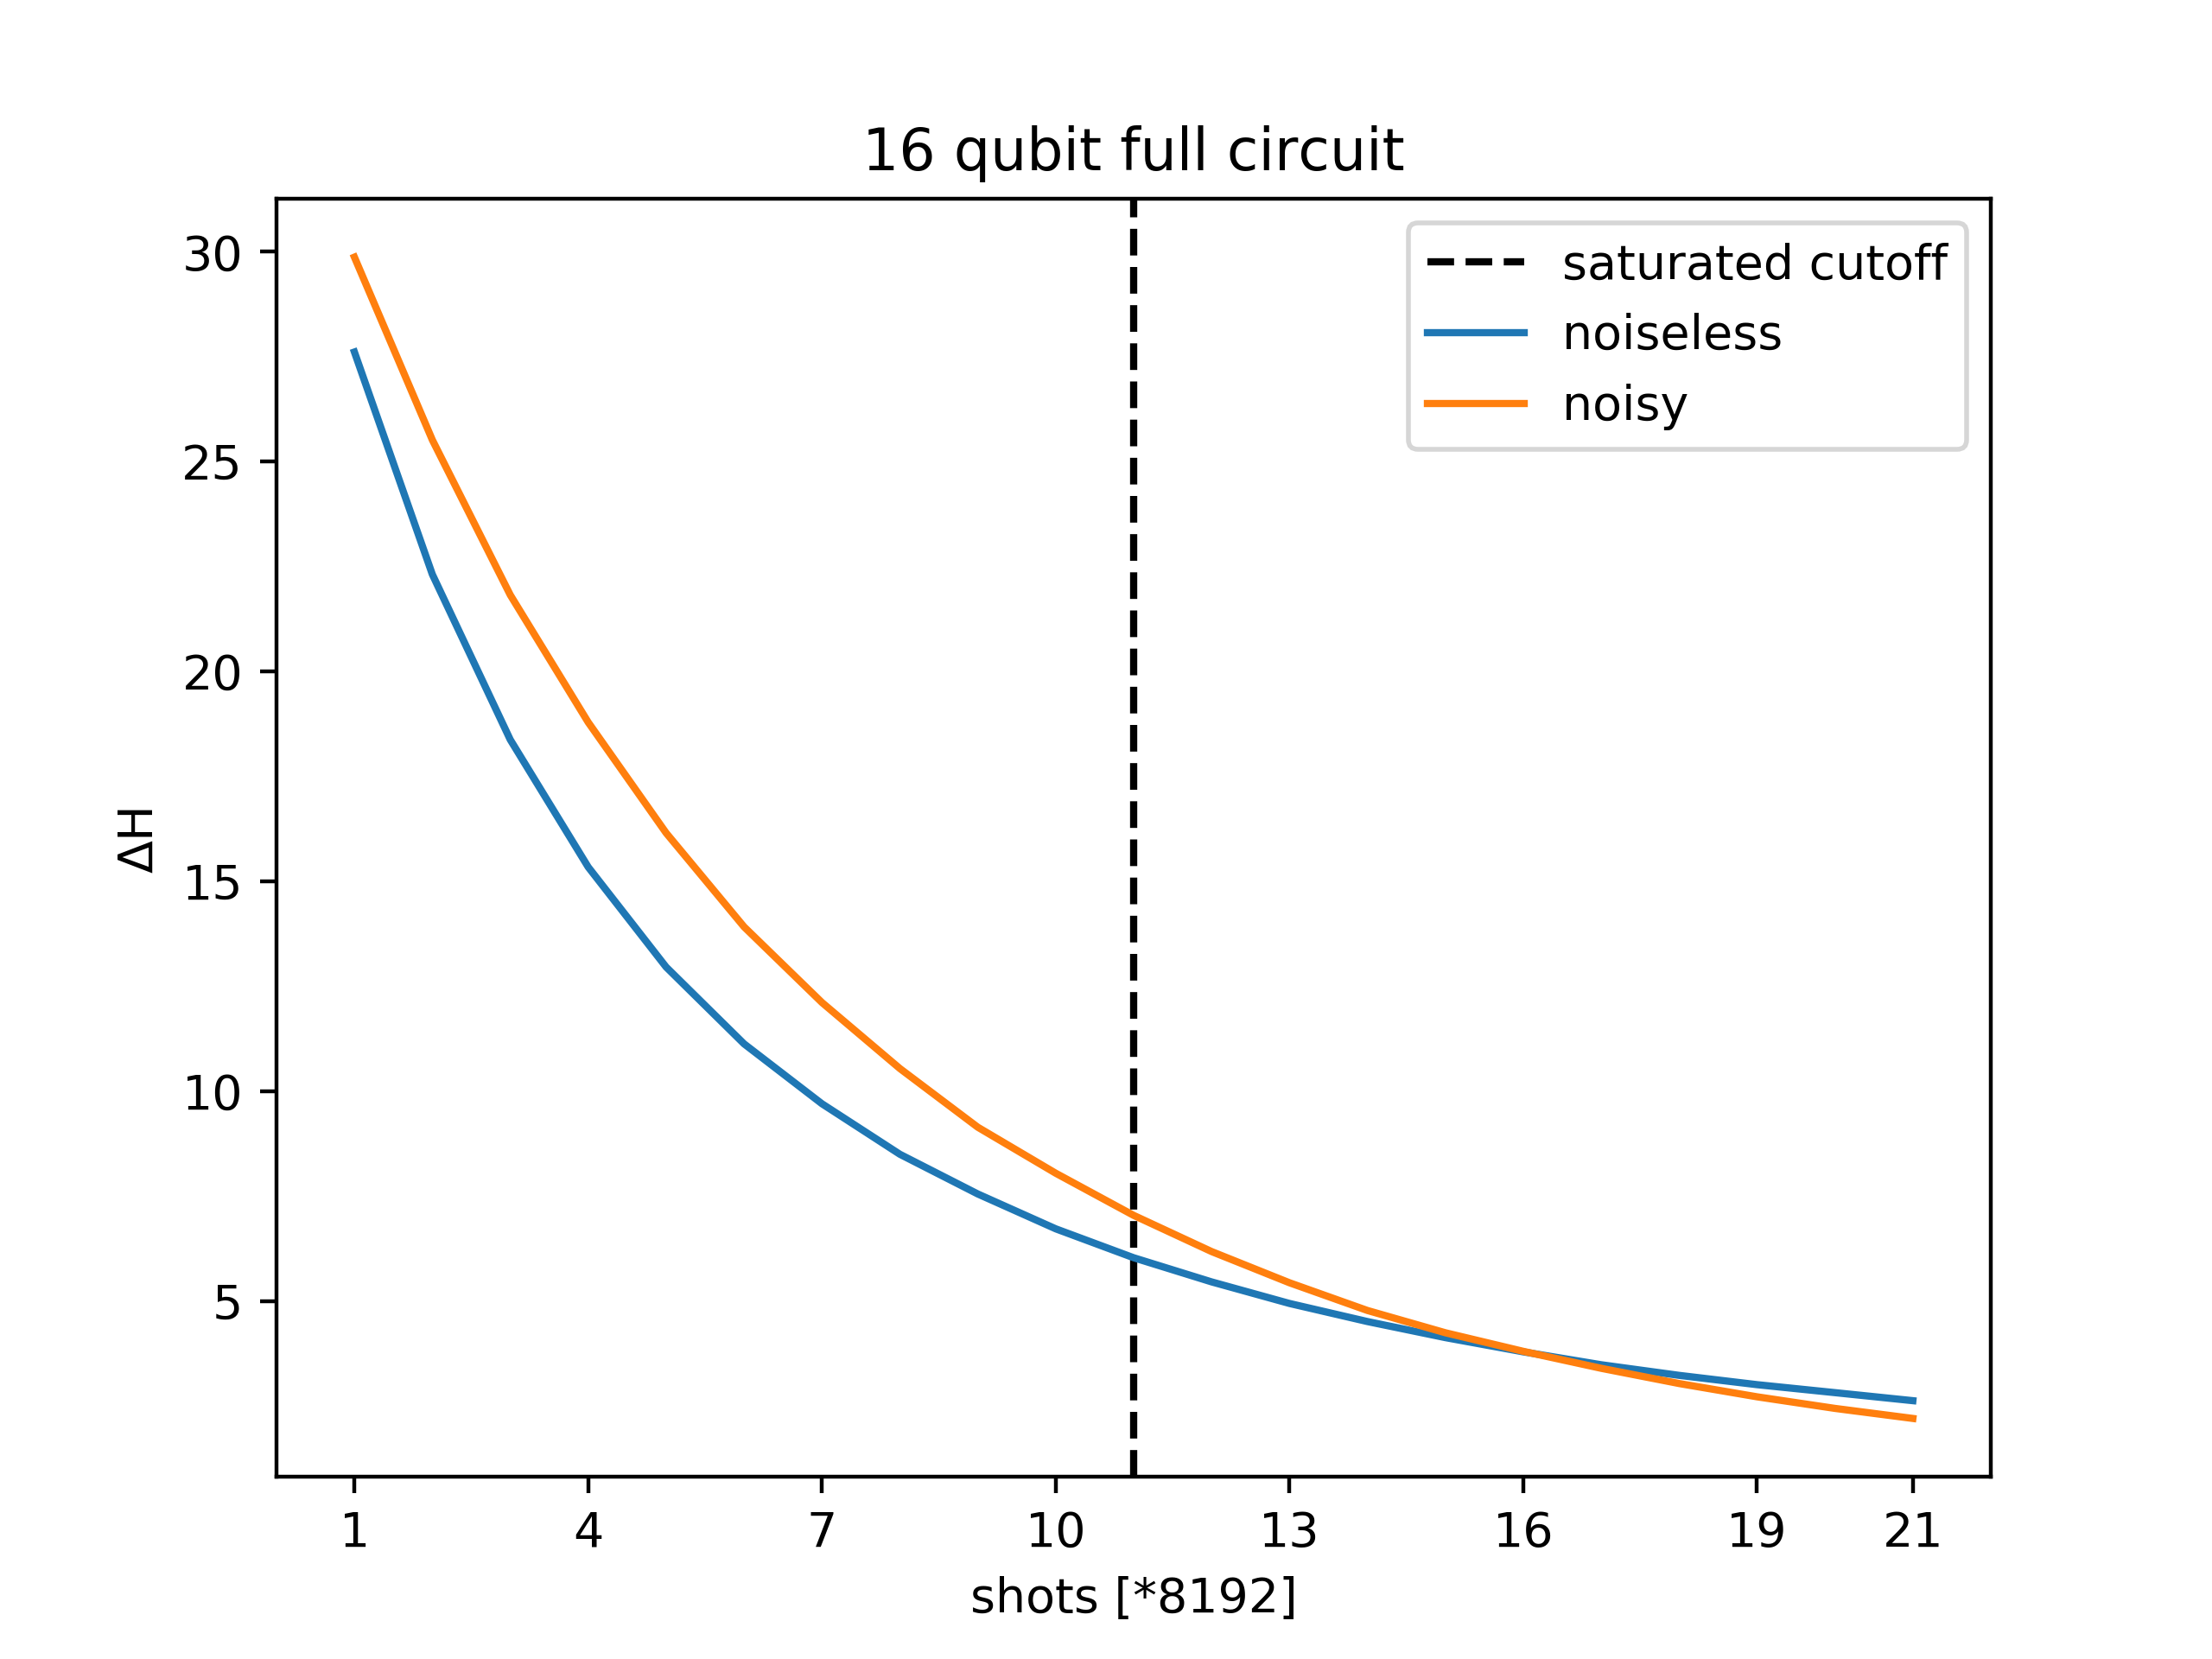 16 qubit full circuit
30
25
20
15
10
5
ΔH
saturated cutoff
noiseless
noisy
1 4 7 10 13 16 19 21
shots [*8192]